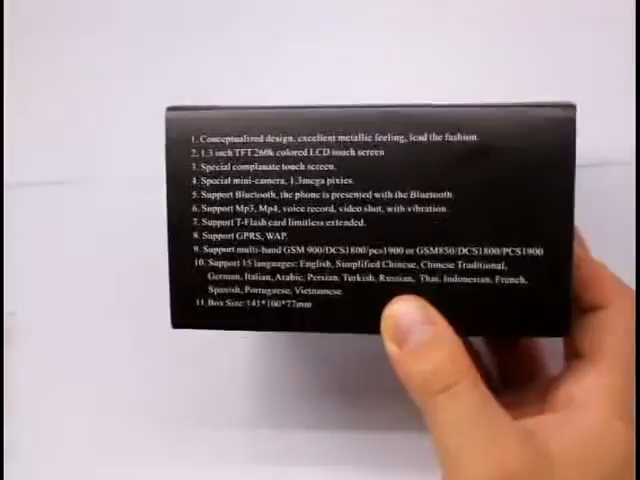 1. Conceptualized design, excellent metallic feeling, lead the fashion.
2. 1.3 inch TFT 260k colored LCD touch screen
3. Special complanate touch screen.
4. Special mini-camera, 1.3mega pixies.
5. Support Bluetooth, the phone is presented with the Bluetooth.
6. Support Mp3, Mp4, voice record, video shot, with vibration.
7. Support T-Flash card limitless extended.
8. Support GPRS, WAP.
9. Support multi-band GSM 900/DCS1800/pcs1900 or GSM850/DCS1800/PCS1900
10. Support 15 languages: English, Simplified Chinese, Chinese Traditional,
German, Italian, Arabic, Persian, Turkish, Russian, Thai, Indonesian, French,
Spanish, Portuguese, Vietnamese
11. Box Size: 141*100*77mm